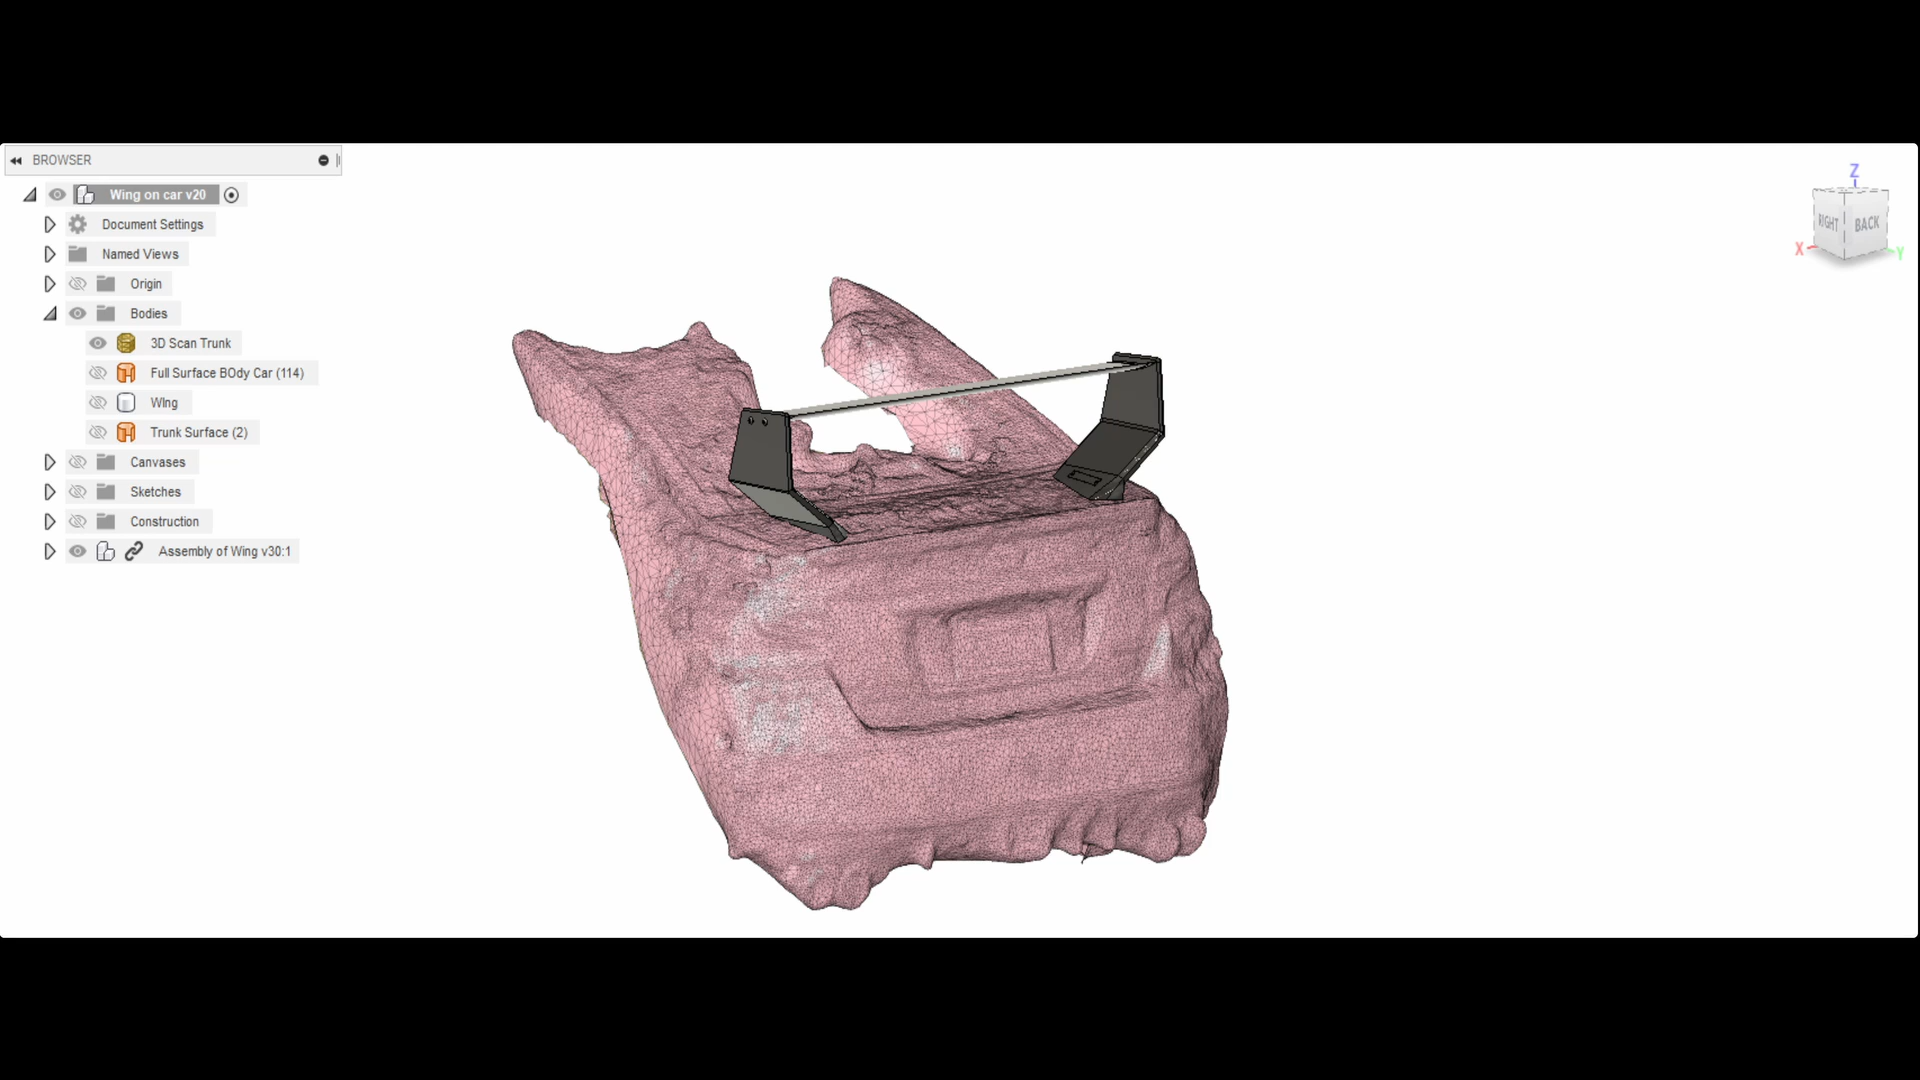 BROWSER
Wing on car v20
Document Settings
Named Views
Origin
Bodies
3D Scan Trunk
Full Surface BOdy Car (114)
WIng
Trunk Surface (2)
Canvases
Sketches
Construction
Assembly of Wing v30:1
Z
RIGHT
BACK
X
Y